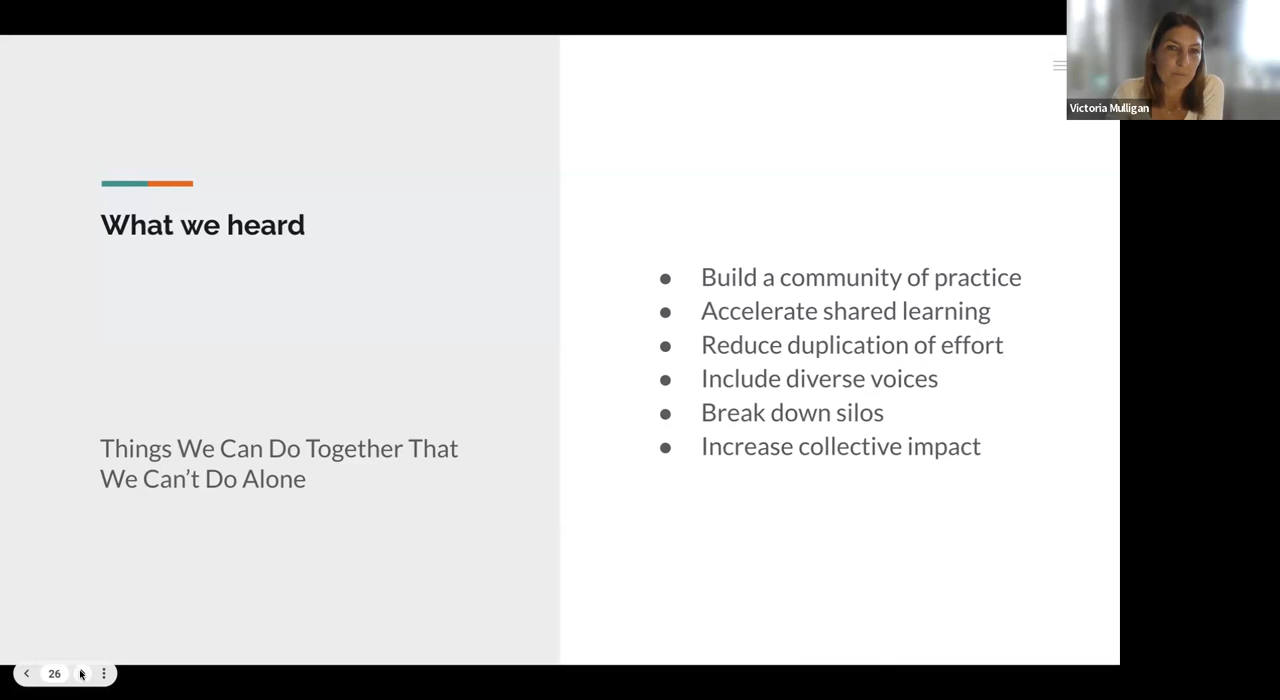 Victoria Mulligan
What we heard
Things We Can Do Together That
We Can’t Do Alone
● Build a community of practice
● Accelerate shared learning
● Reduce duplication of effort
● Include diverse voices
● Break down silos
● Increase collective impact
26